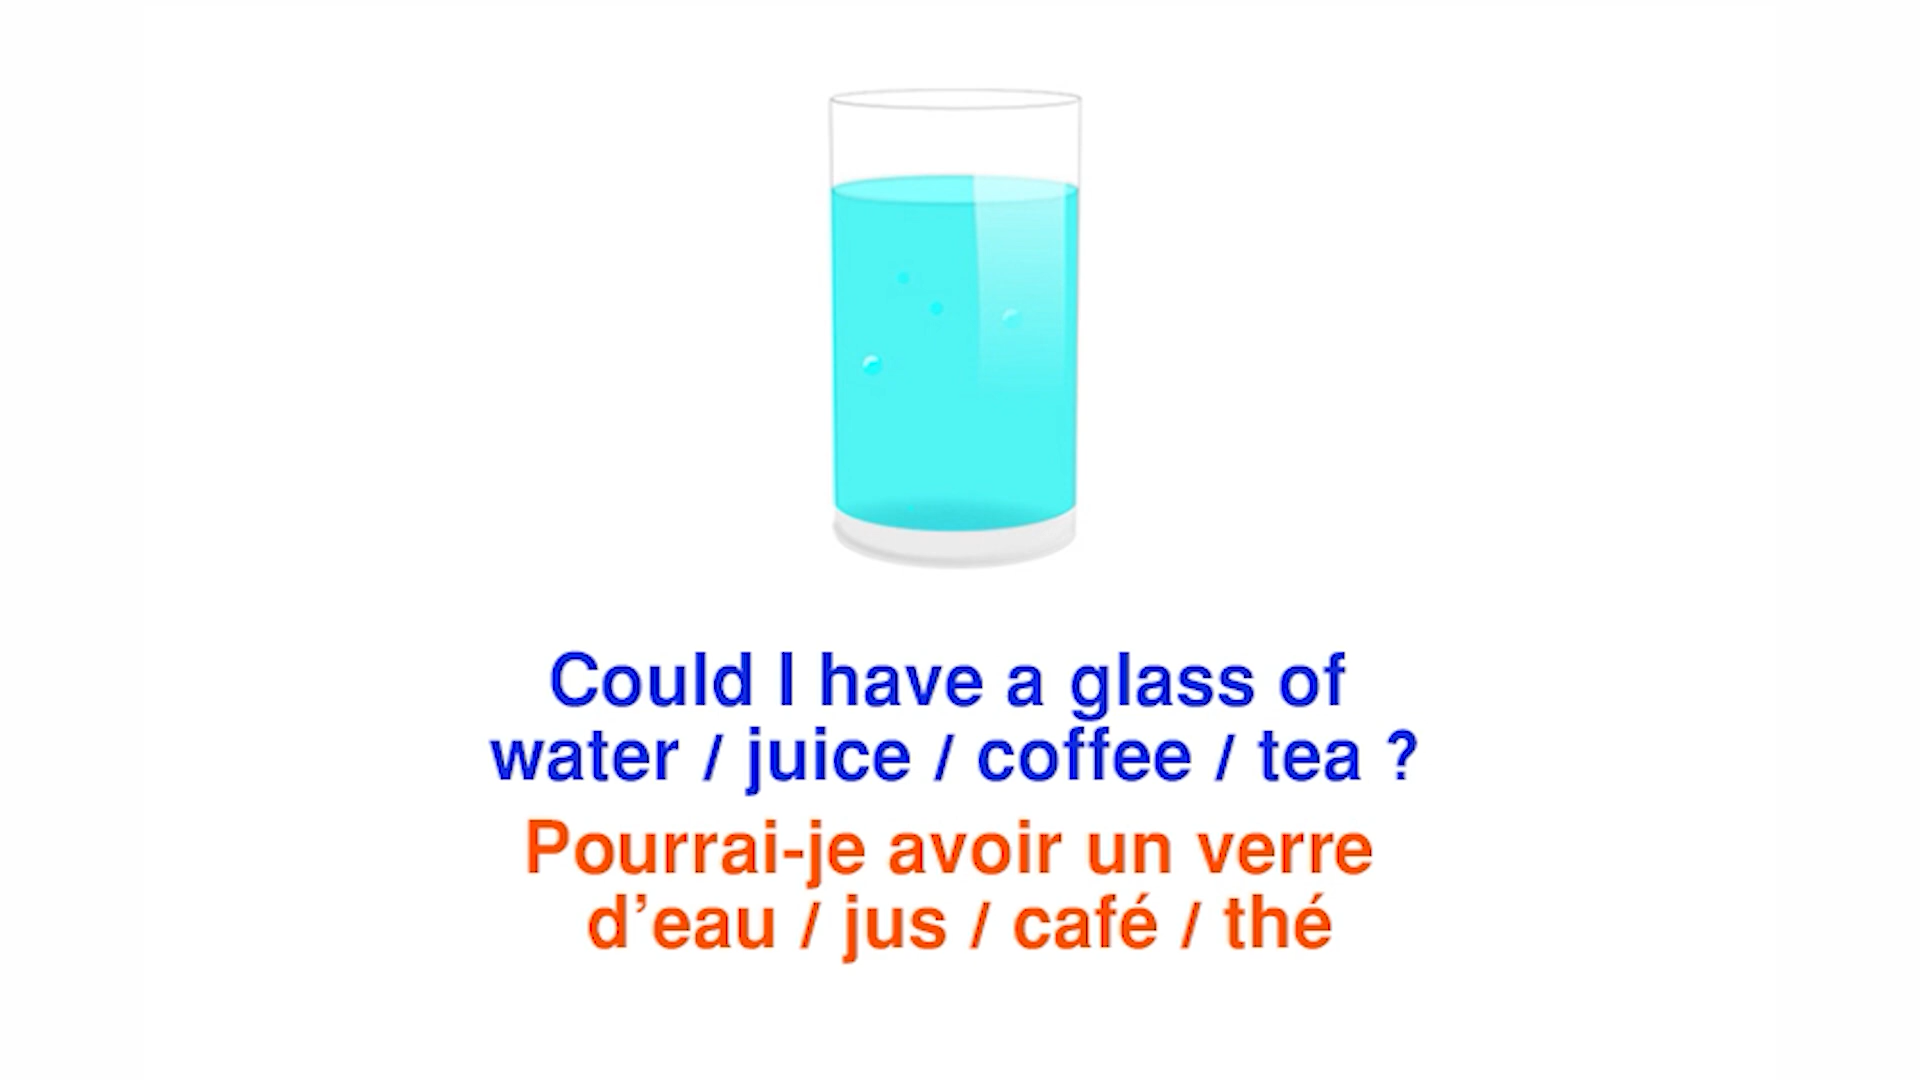 Could I have a glass of
water / juice / coffee / tea ?
Pourrai-je avoir un verre
d’eau / jus / café / thé